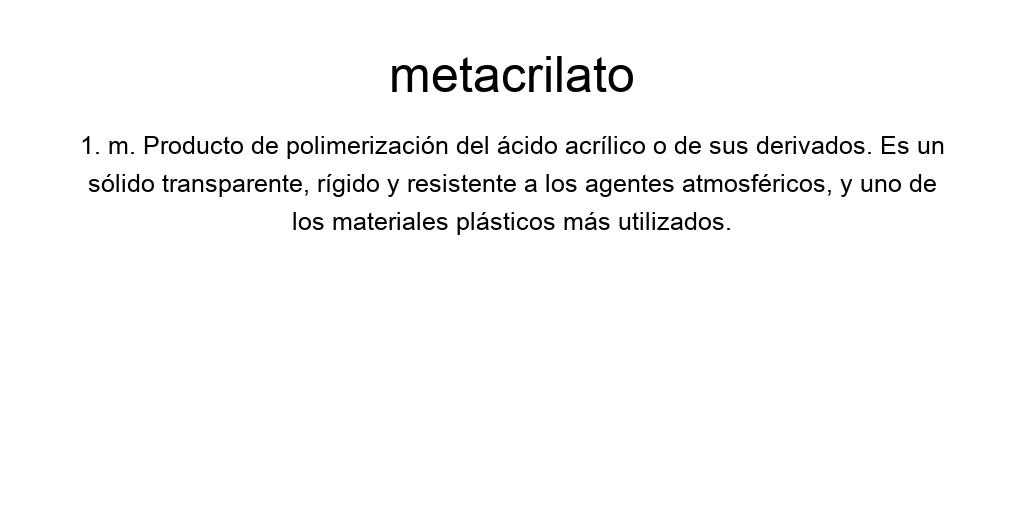 metacrilato
1. m. Producto de polimerización del ácido acrílico o de sus derivados. Es un
sólido transparente, rígido y resistente a los agentes atmosféricos, y uno de
los materiales plásticos más utilizados.